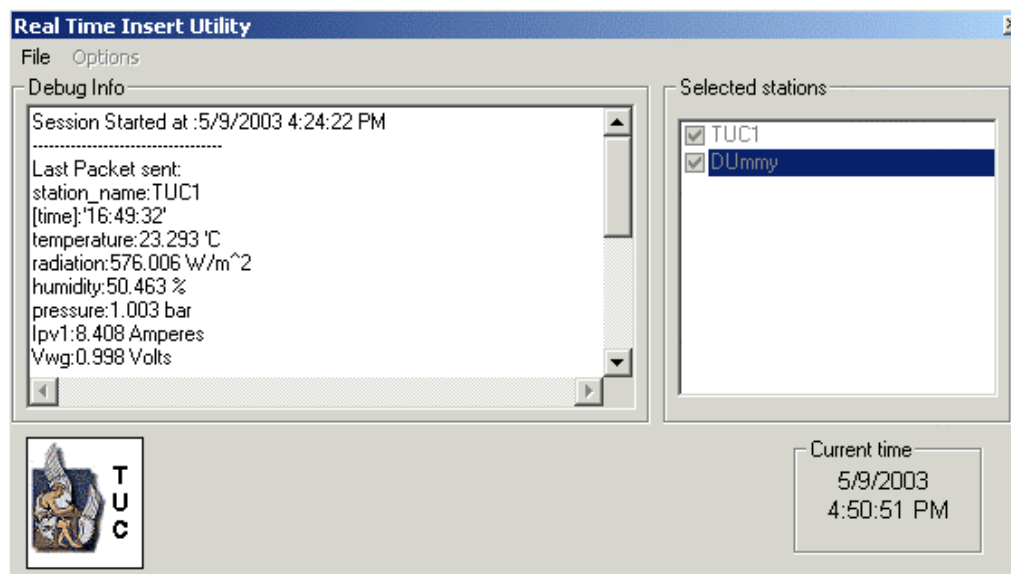 Real Time Insert Utility
File Options
Debug Info
Session Started at :5/9/2003 4:24:22 PM
-----------------------------------
Last Packet sent:
station_name:TUC1
[time]:'16:49:32'
temperature:23.293 'C
radiation:576.006 W/m^2
humidity:50.463 %
pressure:1.003 bar
Ipv1:8.408 Amperes
Vwg:0.998 Volts
Selected stations
TUC1
DUmmy
T
U
C
Current time
5/9/2003
4:50:51 PM